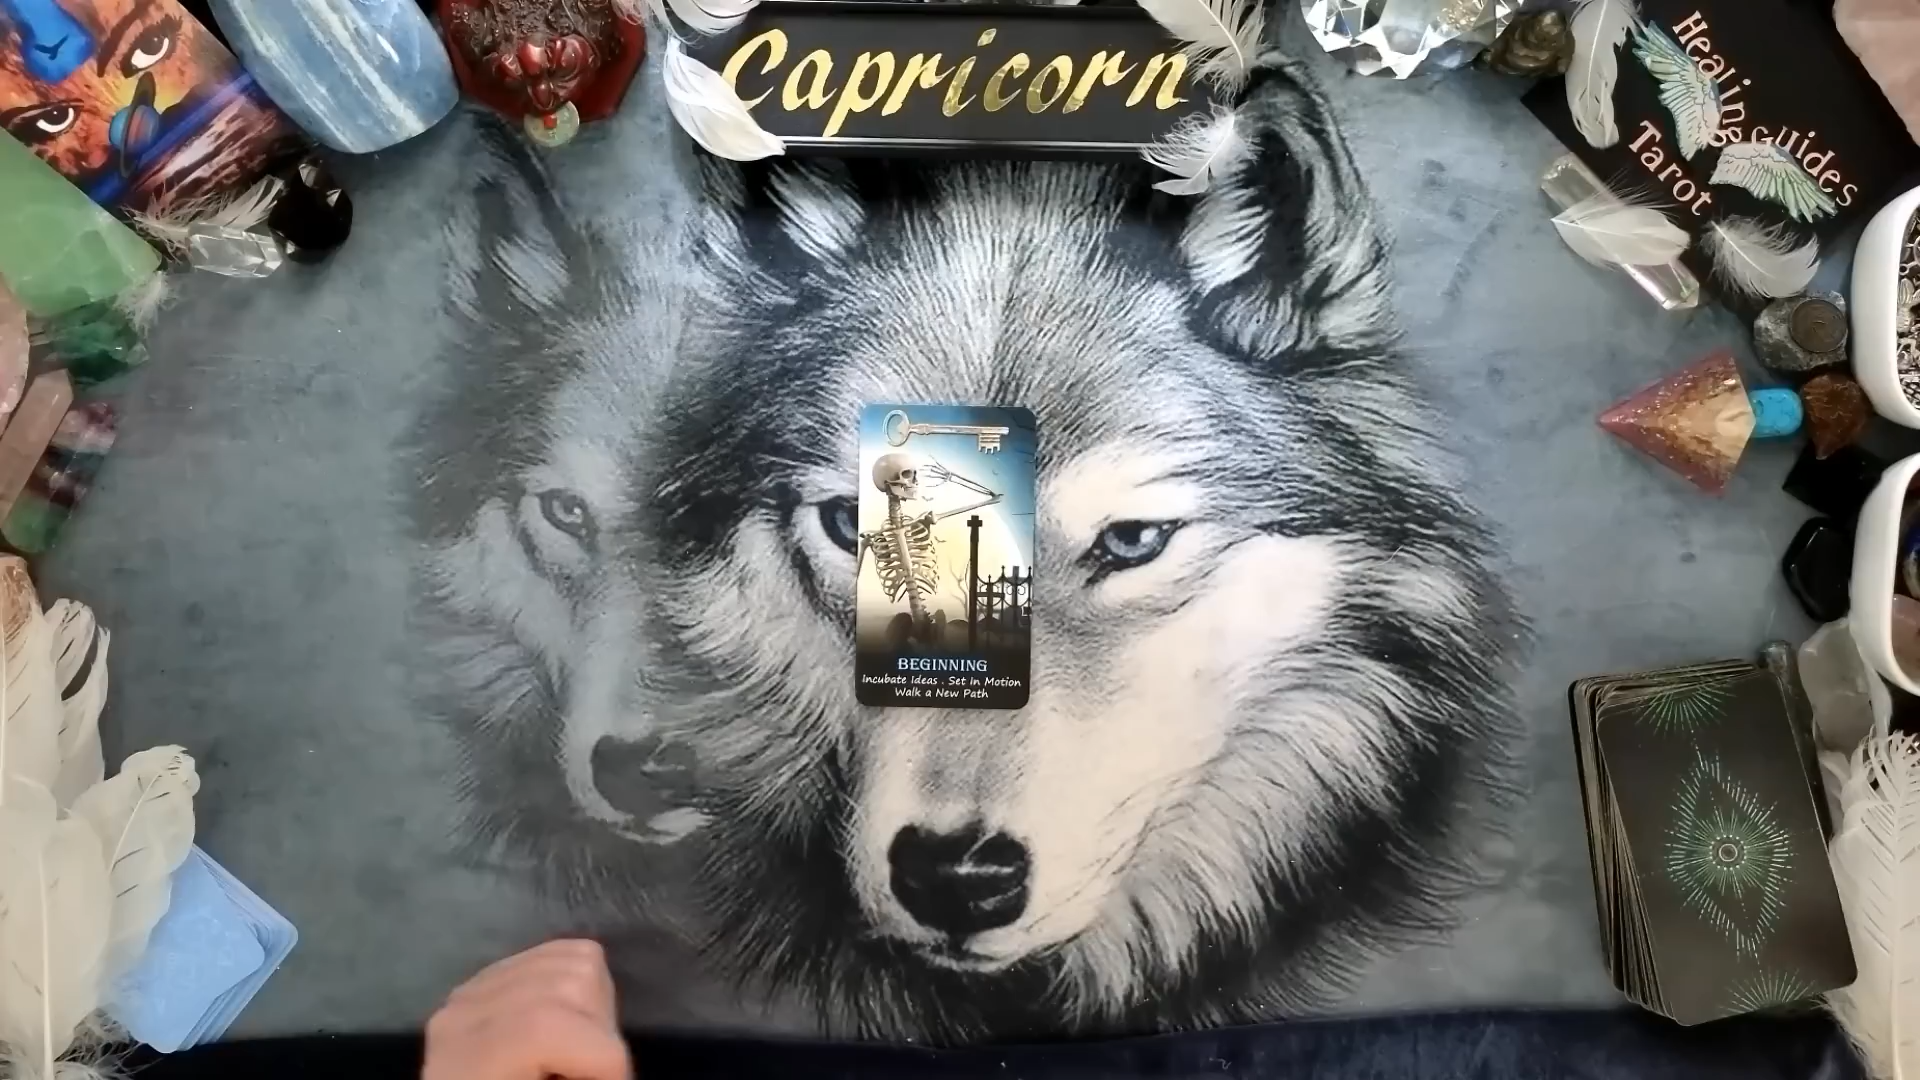 Capricorn
Healing
Guides
Tarot
BEGINNING
Incubate Ideas . Set In Motion
Walk a New Path